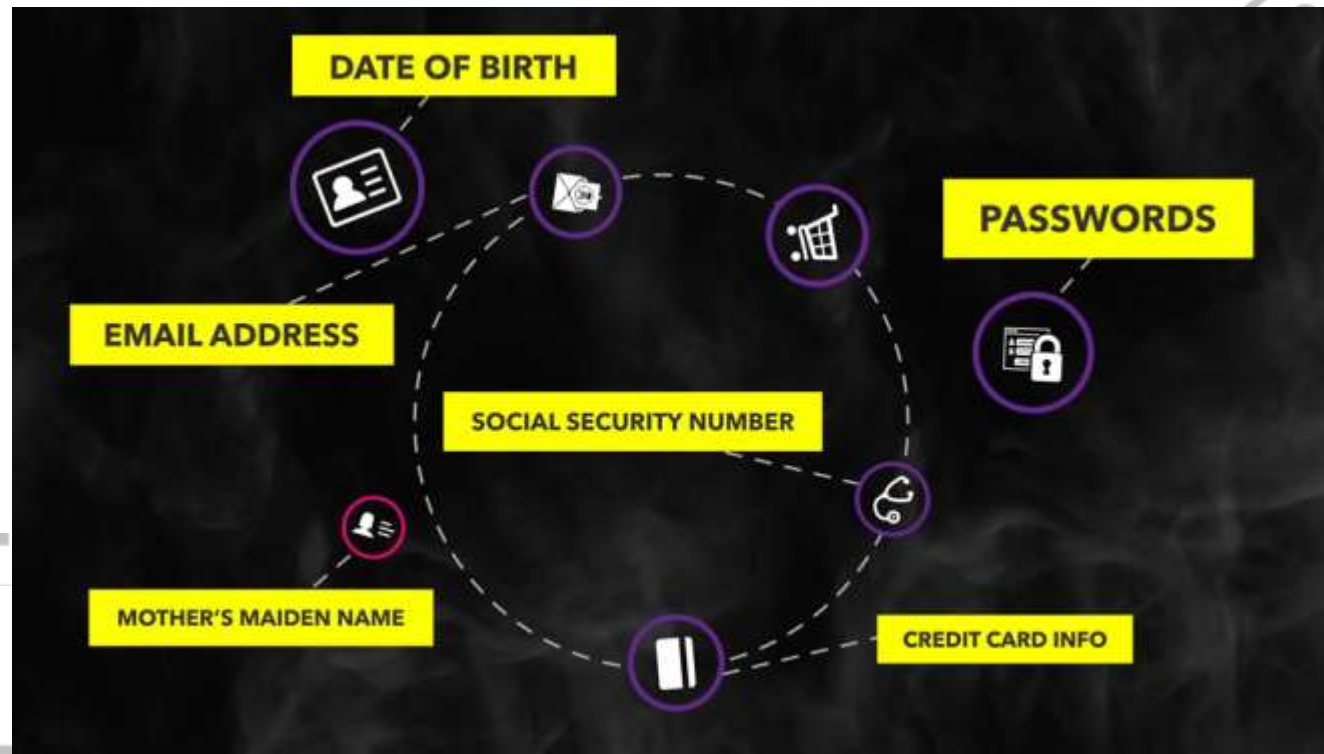 DATE OF BIRTH
PASSWORDS
EMAIL ADDRESS
SOCIAL SECURITY NUMBER
MOTHER'S MAIDEN NAME
CREDIT CARD INFO